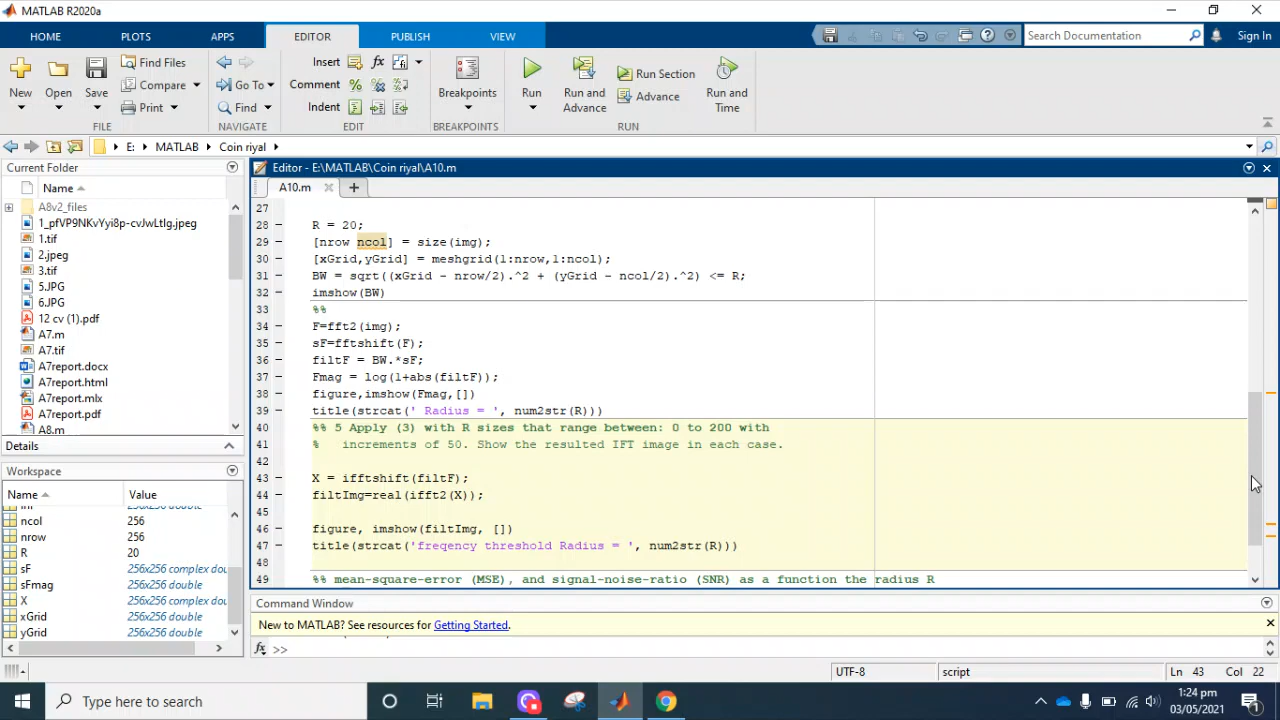 MATLAB R2020a
HOME PLOTS APPS EDITOR PUBLISH VIEW Search Documentation Sign In
New Open Save Find Files Compare Print
Go To Find
Insert fx Comment % Indent
Breakpoints Run Run and Advance Run Section Advance Run and Time
FILE NAVIGATE EDIT BREAKPOINTS RUN
E: MATLAB Coin riyal
Current Folder
Name
A8v2_files
1_pfVP9NKvYyi8p-cvJwLtIg.jpeg
1.tif
2.jpeg
3.tif
5.JPG
6.JPG
12 cv (1).pdf
A7.m
A7.tif
A7report.docx
A7report.html
A7report.mlx
A7report.pdf
A8.m
Details
Workspace
Name Value
ncol 256
nrow 256
R 20
sF 256x256 complex dou
sFmag 256x256 double
X 256x256 complex dou
xGrid 256x256 double
yGrid 256x256 double
Editor - E:\MATLAB\Coin riyal\A10.m
A10.m
27
28 R = 20;
29 [nrow ncol] = size(img);
30 [xGrid,yGrid] = meshgrid(1:nrow,1:ncol);
31 BW = sqrt((xGrid - nrow/2).^2 + (yGrid - ncol/2).^2) <= R;
32 imshow(BW)
33 %%
34 F=fft2(img);
35 sF=fftshift(F);
36 filtF = BW.*sF;
37 Fmag = log(1+abs(filtF));
38 figure,imshow(Fmag,[])
39 title(strcat(' Radius = ', num2str(R)))
40 %% 5 Apply (3) with R sizes that range between: 0 to 200 with
41 % increments of 50. Show the resulted IFT image in each case.
42
43 X = ifftshift(filtF);
44 filtImg=real(ifft2(X));
45
46 figure, imshow(filtImg, [])
47 title(strcat('freqency threshold Radius = ', num2str(R)))
48
49 %% mean-square-error (MSE), and signal-noise-ratio (SNR) as a function the radius R
Command Window
New to MATLAB? See resources for Getting Started.
fx >>
UTF-8 script Ln 43 Col 22
Type here to search
1:24 pm
03/05/2021